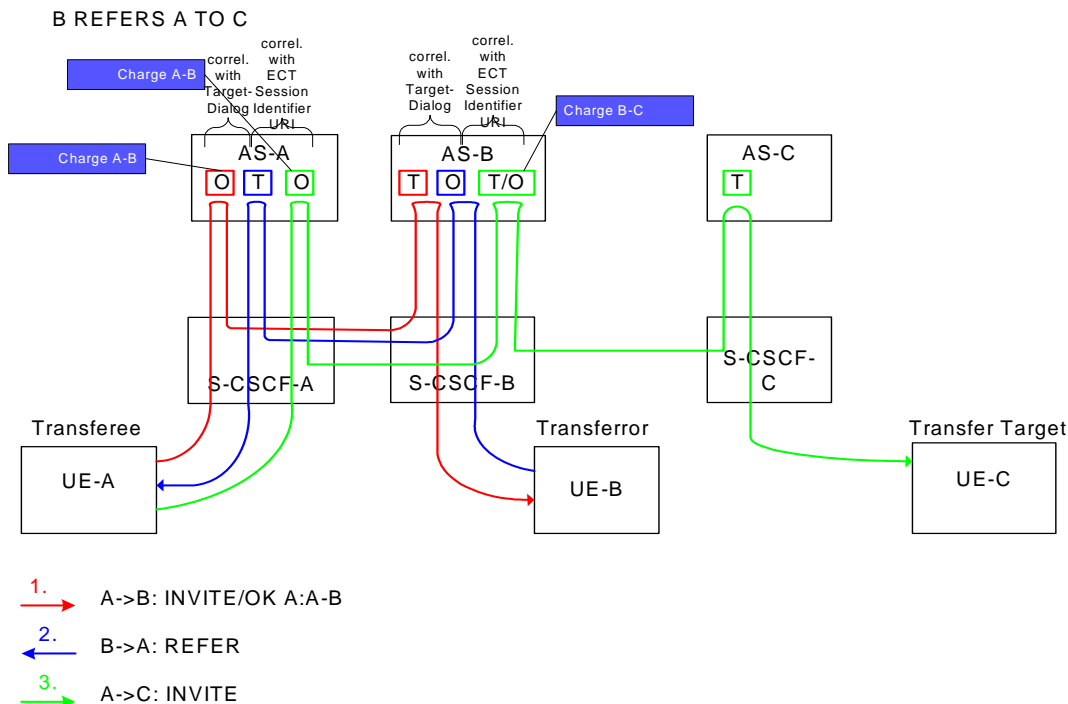 B REFERS A TO C
correl.
with
Target-
Dialog
correl.
with
ECT
Session
Identifier
URI
correl.
with
Target-
Dialog
correl.
with
ECT
Session
Identifier
URI
Charge A-B
Charge A-B
Charge B-C
AS-A
O
T
O
AS-B
T
O
T/O
AS-C
T
S-CSCF-A
S-CSCF-B
S-CSCF-
C
Transferee
UE-A
Transferror
UE-B
Transfer Target
UE-C
1.
A->B: INVITE/OK A:A-B
2.
B->A: REFER
3.
A->C: INVITE